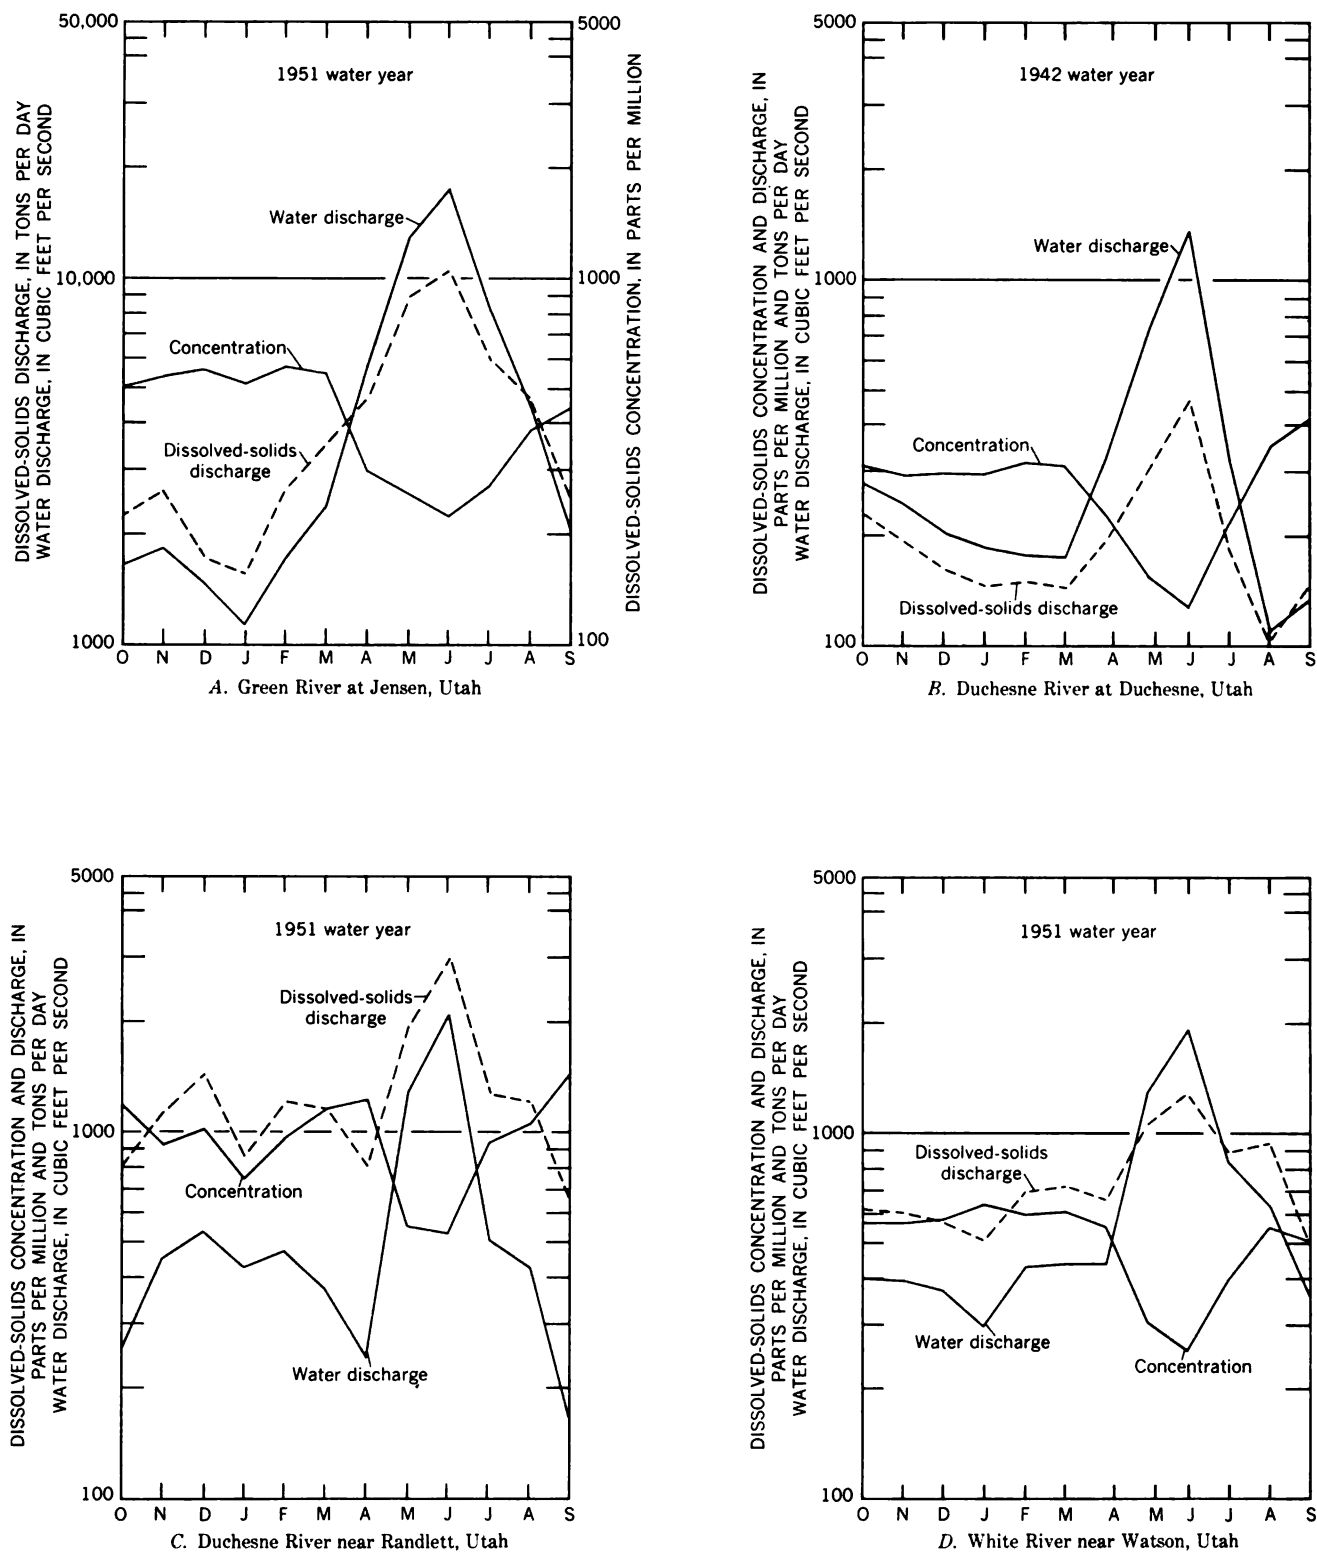 50,000
5000
1951 water year
Water discharge
10,000
1000
Concentration
Dissolved-solids
discharge
1000
100
O N D J F M A M J J A S
DISSOLVED-SOLIDS DISCHARGE, IN TONS PER DAY
WATER DISCHARGE, IN CUBIC FEET PER SECOND
DISSOLVED-SOLIDS CONCENTRATION, IN PARTS PER MILLION
A. Green River at Jensen, Utah
5000
1942 water year
Water discharge
1000
Concentration
Dissolved-solids discharge
100
O N D J F M A M J J A S
DISSOLVED-SOLIDS CONCENTRATION AND DISCHARGE, IN
PARTS PER MILLION AND TONS PER DAY
WATER DISCHARGE, IN CUBIC FEET PER SECOND
B. Duchesne River at Duchesne, Utah
5000
1951 water year
Dissolved-solids
discharge
1000
Concentration
Water discharge
100
O N D J F M A M J J A S
DISSOLVED-SOLIDS CONCENTRATION AND DISCHARGE, IN
PARTS PER MILLION AND TONS PER DAY
WATER DISCHARGE, IN CUBIC FEET PER SECOND
C. Duchesne River near Randlett, Utah
5000
1951 water year
1000
Dissolved-solids
discharge
Water discharge
Concentration
100
O N D J F M A M J J A S
DISSOLVED-SOLIDS CONCENTRATION AND DISCHARGE, IN
PARTS PER MILLION AND TONS PER DAY
WATER DISCHARGE, IN CUBIC FEET PER SECOND
D. White River near Watson, Utah